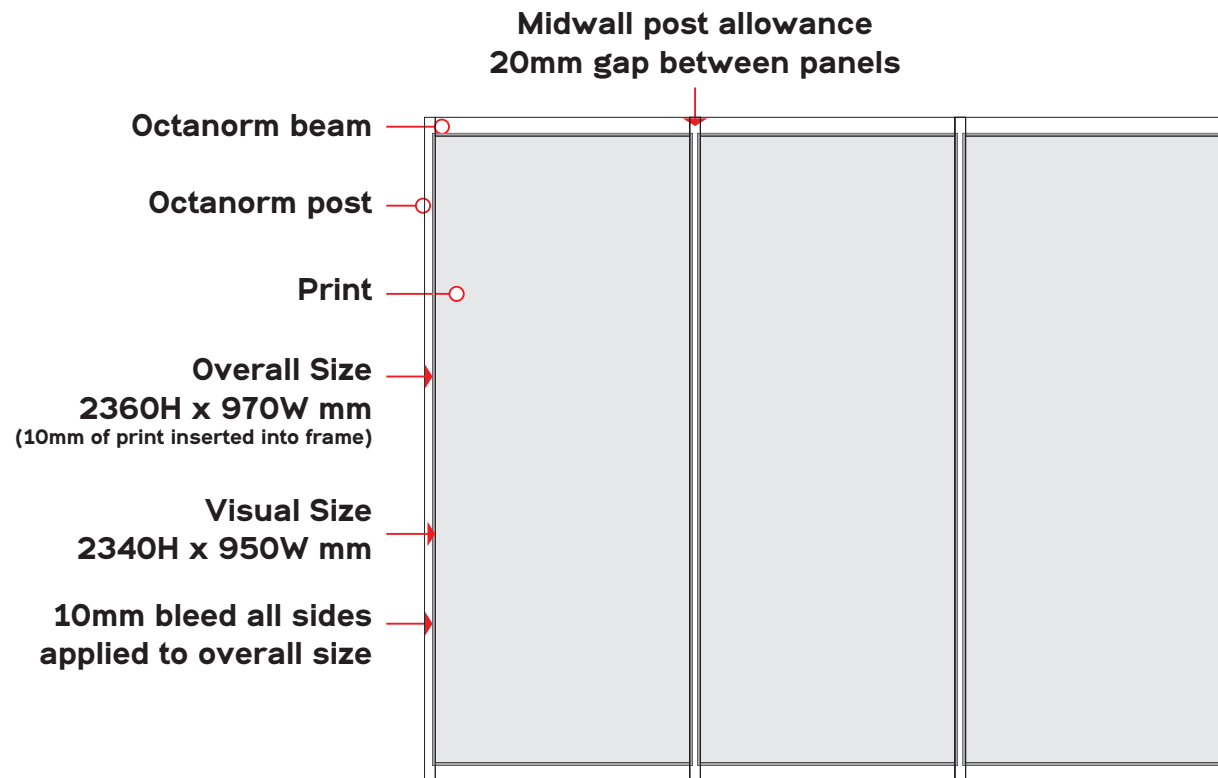 Midwall post allowance
20mm gap between panels
Octanorm beam
Octanorm post
Print
Overall Size
2360H x 970W mm
(10mm of print inserted into frame)
Visual Size
2340H x 950W mm
10mm bleed all sides
applied to overall size